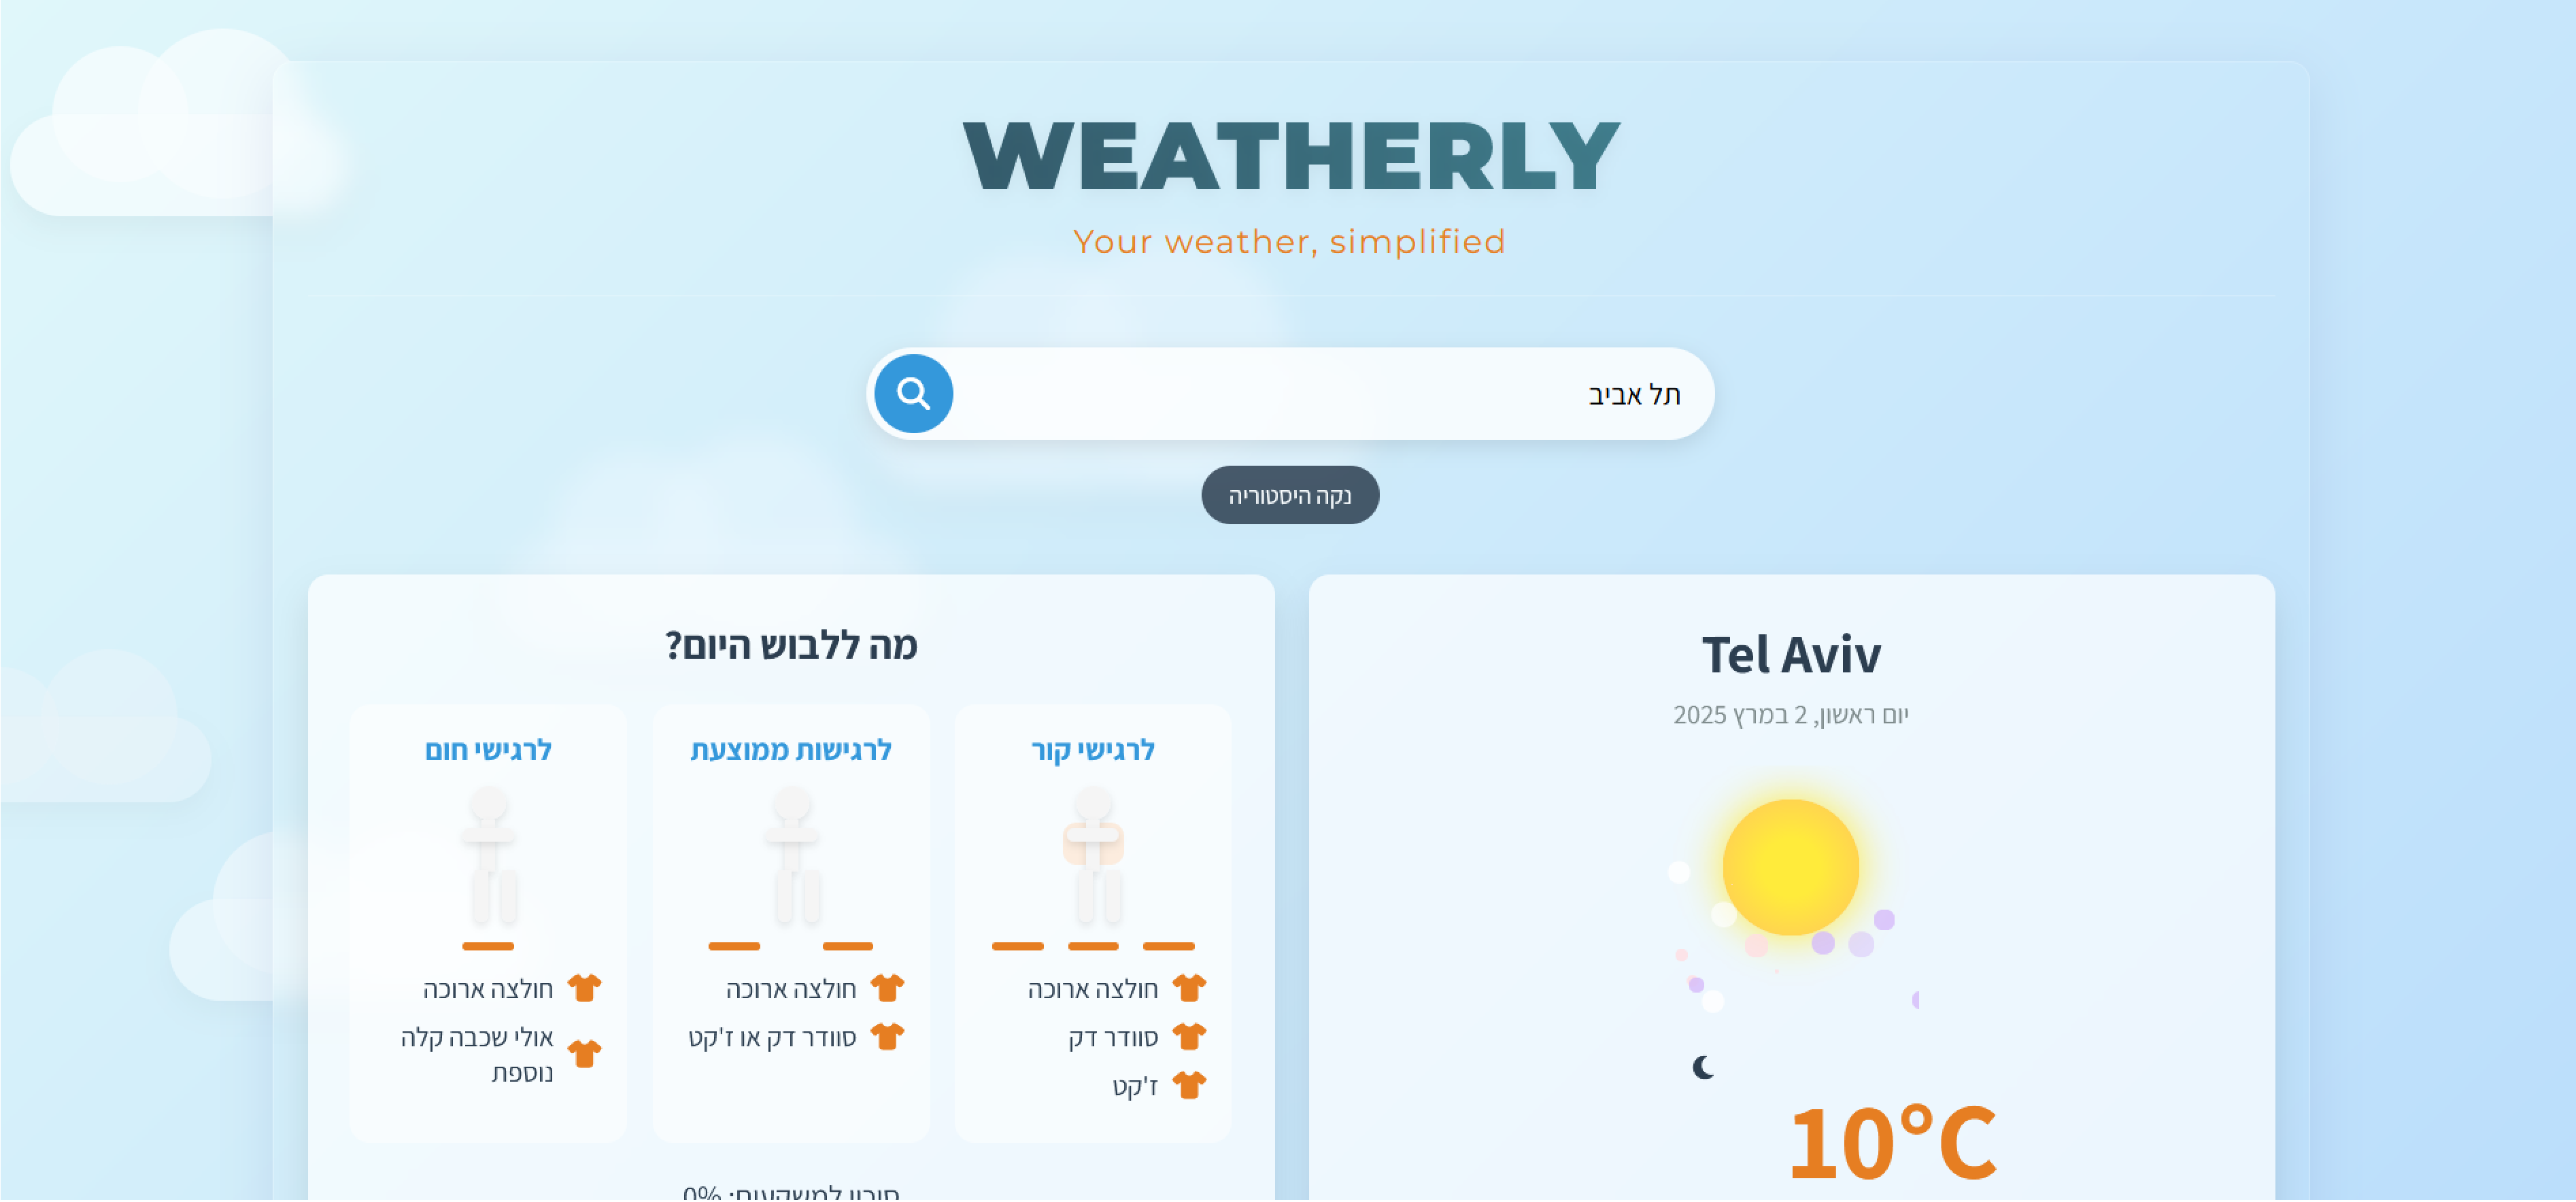 WEATHERLY
Your weather, simplified
תל אביב
נקה היסטוריה
Tel Aviv
יום ראשון, 2 במרץ 2025
10°C
מה ללבוש היום?
לרגישי קור
חולצה ארוכה
סוודר דק
ז'קט
לרגישות ממוצעת
חולצה ארוכה
סוודר דק או ז'קט
לרגישי חום
חולצה ארוכה
אולי שכבה קלה
נוספת
סיכוי למשקעים: 0%